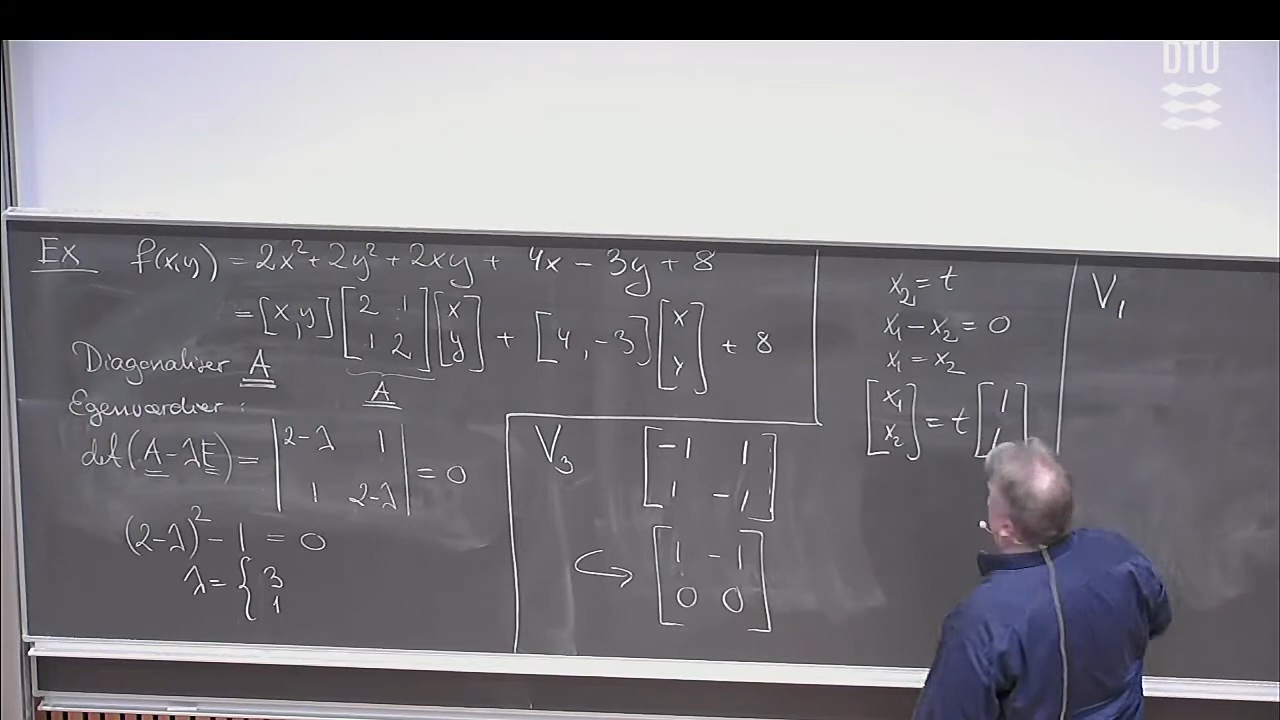 DTU
Ex f(x,y) = 2x² + 2y² + 2xy + 4x − 3y + 8
= [x,y] [2 1; 1 2] [x; y] + [4, −3] [x; y] + 8
A
Diagonaliser A
Egenværdier :
det(A − λE) = |2−λ 1; 1 2−λ| = 0
(2−λ)² − 1 = 0
λ = { 3
1
V₃ [−1 1; 1 −1]
↪ [1 −1; 0 0]
x₂ = t
x₁ − x₂ = 0
x₁ = x₂
[x₁; x₂] = t [1; 1]
V₁